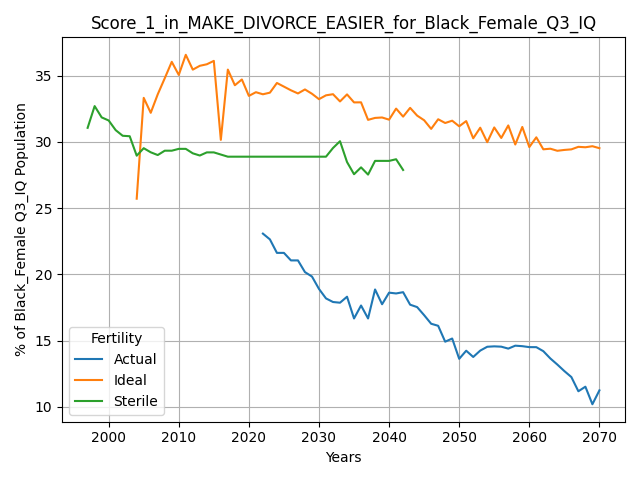 Score_1_in_MAKE_DIVORCE_EASIER_for_Black_Female_Q3_IQ
% of Black_Female Q3_IQ Population
35
30
25
20
15
10
Fertility
Actual
Ideal
Sterile
2000 2010 2020 2030 2040 2050 2060 2070
Years